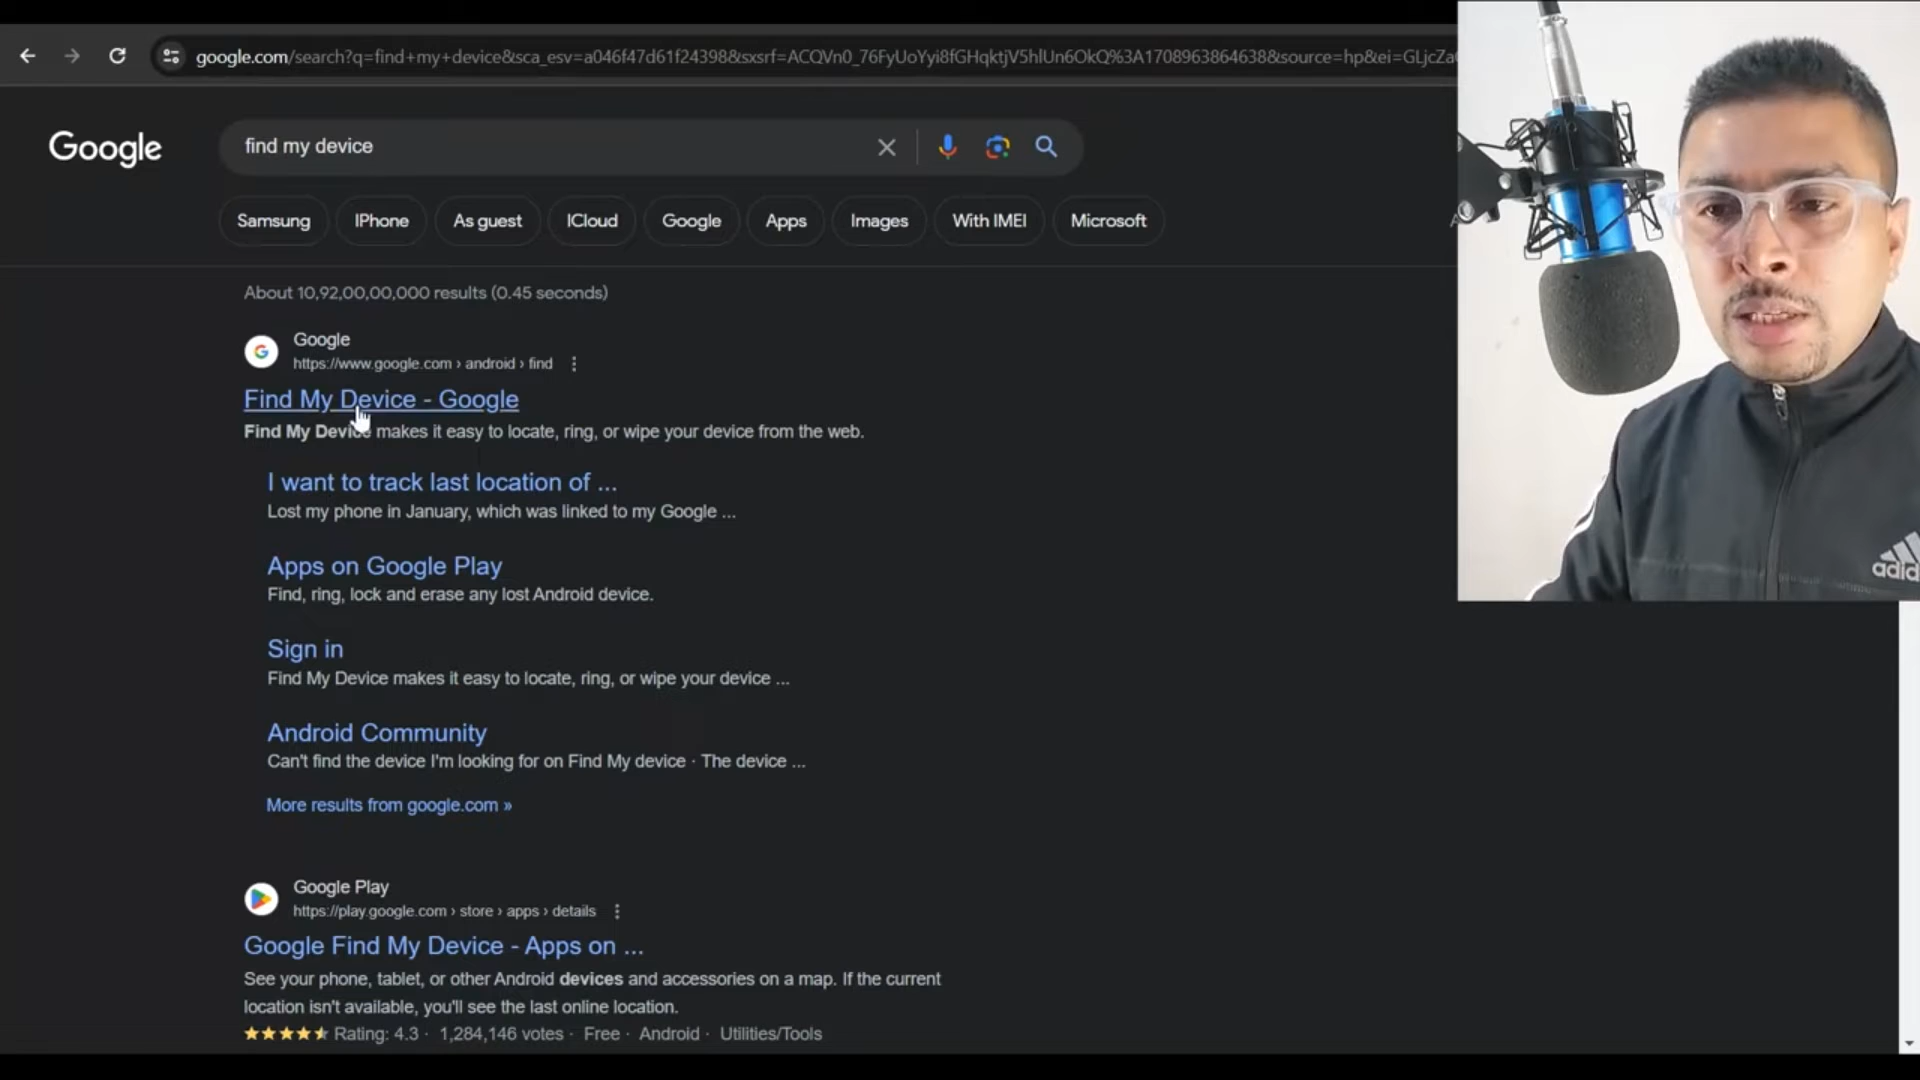 google.com/search?q=find+my+device&sca_esv=a046f47d61f24398&sxsrf=ACQVn0_76FyUoYyi8fGHqktjV5hlUn6OkQ%3A1708963864638&source=hp&ei=GLjcZa
Google
find my device
Samsung
IPhone
As guest
ICloud
Google
Apps
Images
With IMEI
Microsoft
About 10,92,00,00,000 results (0.45 seconds)
Google
https://www.google.com › android › find
Find My Device - Google
Find My Device makes it easy to locate, ring, or wipe your device from the web.
I want to track last location of ...
Lost my phone in January, which was linked to my Google ...
Apps on Google Play
Find, ring, lock and erase any lost Android device.
Sign in
Find My Device makes it easy to locate, ring, or wipe your device ...
Android Community
Can't find the device I'm looking for on Find My device · The device ...
More results from google.com »
Google Play
https://play.google.com › store › apps › details
Google Find My Device - Apps on ...
See your phone, tablet, or other Android devices and accessories on a map. If the current
location isn't available, you'll see the last online location.
Rating: 4.3 · 1,284,146 votes · Free · Android · Utilities/Tools
adid